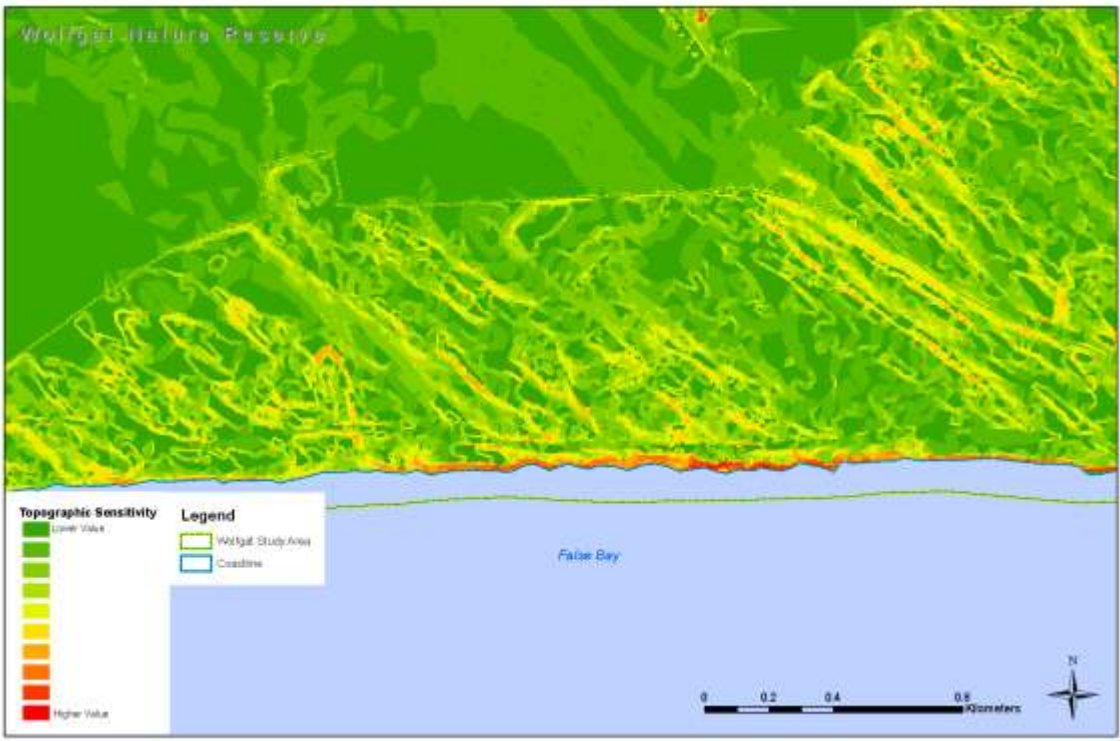 Wolfgat Nature Reserve
Topographic Sensitivity
Lower Value
Higher Value
Legend
Wolfgat Study Area
Coastline
False Bay
N
0 0.2 0.4 0.8
Kilometers